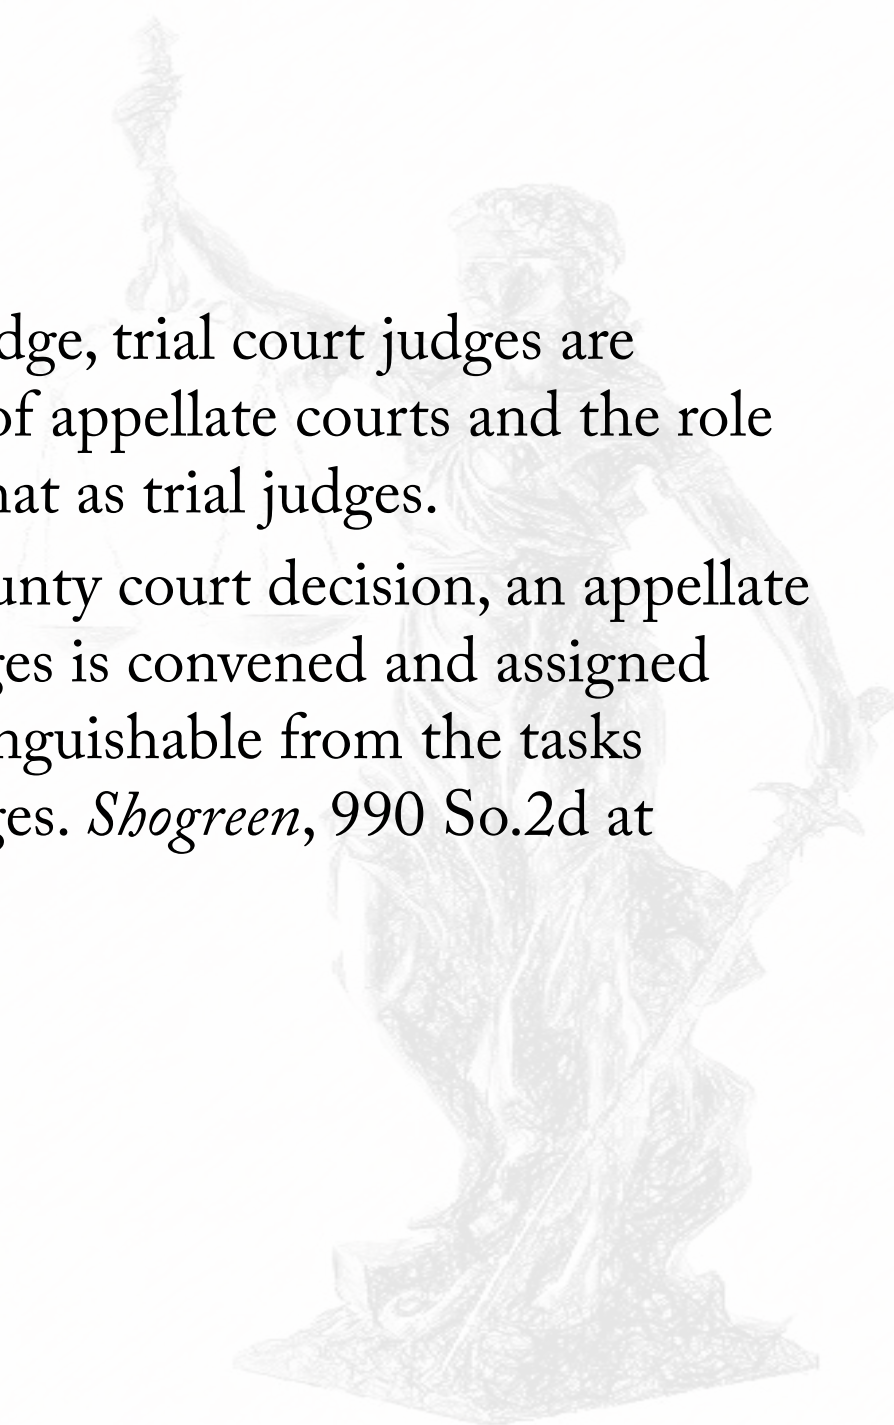 dge, trial court judges are
of appellate courts and the role
hat as trial judges.
unty court decision, an appellate
ges is convened and assigned
nguishable from the tasks
ges. Shogreen, 990 So.2d at